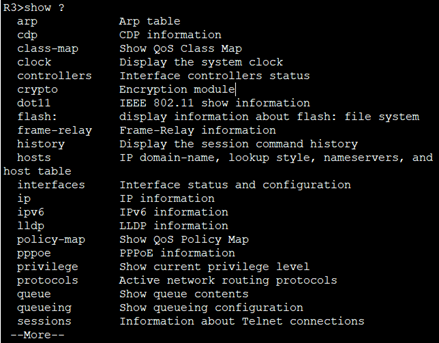 R3>show ?
  arp             Arp table
  cdp             CDP information
  class-map       Show QoS Class Map
  clock           Display the system clock
  controllers     Interface controllers status
  crypto          Encryption module
  dot11           IEEE 802.11 show information
  flash:          display information about flash: file system
  frame-relay     Frame-Relay information
  history         Display the session command history
  hosts           IP domain-name, lookup style, nameservers, and
host table
  interfaces      Interface status and configuration
  ip              IP information
  ipv6            IPv6 information
  lldp            LLDP information
  policy-map      Show QoS Policy Map
  pppoe           PPPoE information
  privilege       Show current privilege level
  protocols       Active network routing protocols
  queue           Show queue contents
  queueing        Show queueing configuration
  sessions        Information about Telnet connections
 --More--